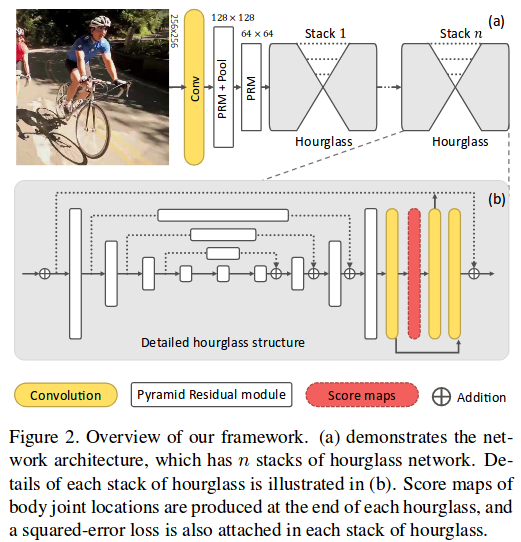 (a)
256×256
128 × 128
64 × 64
Stack 1
Stack n
Conv
PRM + Pool
PRM
Hourglass
Hourglass
(b)
Detailed hourglass structure
Convolution
Pyramid Residual module
Score maps
Addition
Figure 2. Overview of our framework. (a) demonstrates the net-
work architecture, which has n stacks of hourglass network. De-
tails of each stack of hourglass is illustrated in (b). Score maps of
body joint locations are produced at the end of each hourglass, and
a squared-error loss is also attached in each stack of hourglass.